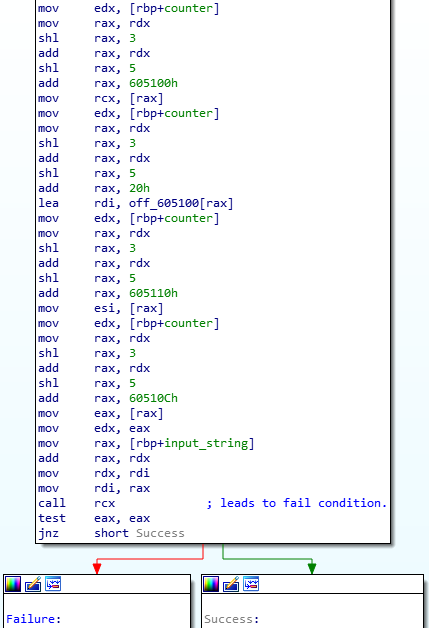 mov edx, [rbp+counter]
mov rax, rdx
shl rax, 3
add rax, rdx
shl rax, 5
add rax, 605100h
mov rcx, [rax]
mov edx, [rbp+counter]
mov rax, rdx
shl rax, 3
add rax, rdx
shl rax, 5
add rax, 20h
lea rdi, off_605100[rax]
mov edx, [rbp+counter]
mov rax, rdx
shl rax, 3
add rax, rdx
shl rax, 5
add rax, 605110h
mov esi, [rax]
mov edx, [rbp+counter]
mov rax, rdx
shl rax, 3
add rax, rdx
shl rax, 5
add rax, 60510Ch
mov eax, [rax]
mov edx, eax
mov rax, [rbp+input_string]
add rax, rdx
mov rdx, rdi
mov rdi, rax
call rcx ; leads to fail condition.
test eax, eax
jnz short Success
Failure:
Success: